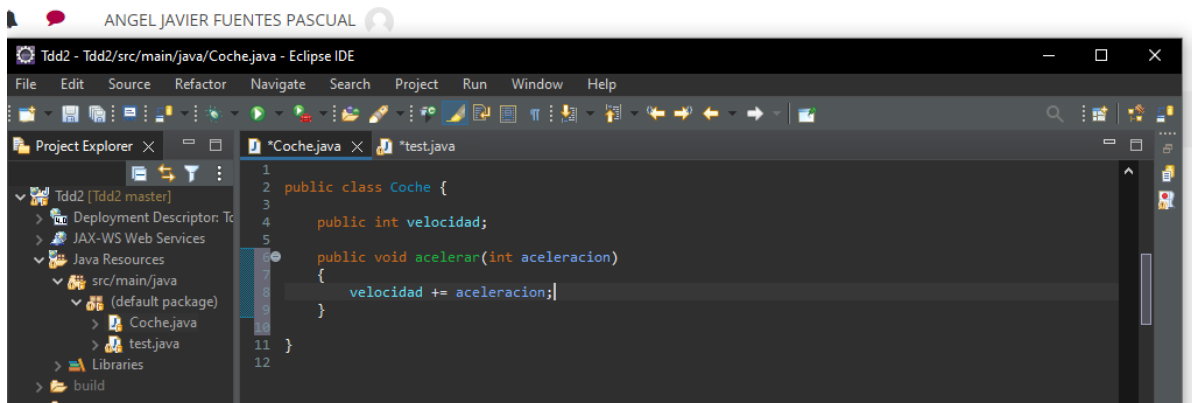 ANGEL JAVIER FUENTES PASCUAL
Tdd2 - Tdd2/src/main/java/Coche.java - Eclipse IDE
File Edit Source Refactor Navigate Search Project Run Window Help
Project Explorer
*Coche.java *test.java
Tdd2 [Tdd2 master]
Deployment Descriptor: Tc
JAX-WS Web Services
Java Resources
src/main/java
(default package)
Coche.java
test.java
Libraries
build
1
2 public class Coche {
3
4 public int velocidad;
5
6 public void acelerar(int aceleracion)
7 {
8 velocidad += aceleracion;
9 }
10
11 }
12